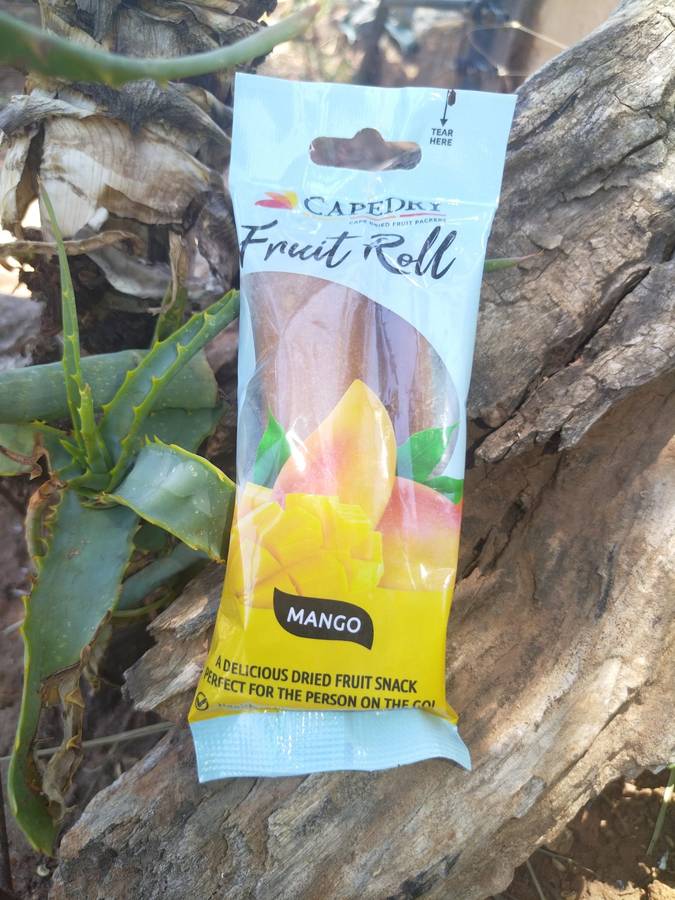 TEAR
HERE
CAPEDRY
CAPE DRIED FRUIT PACKERS
Fruit Roll
MANGO
A DELICIOUS DRIED FRUIT SNACK
PERFECT FOR THE PERSON ON THE GO!